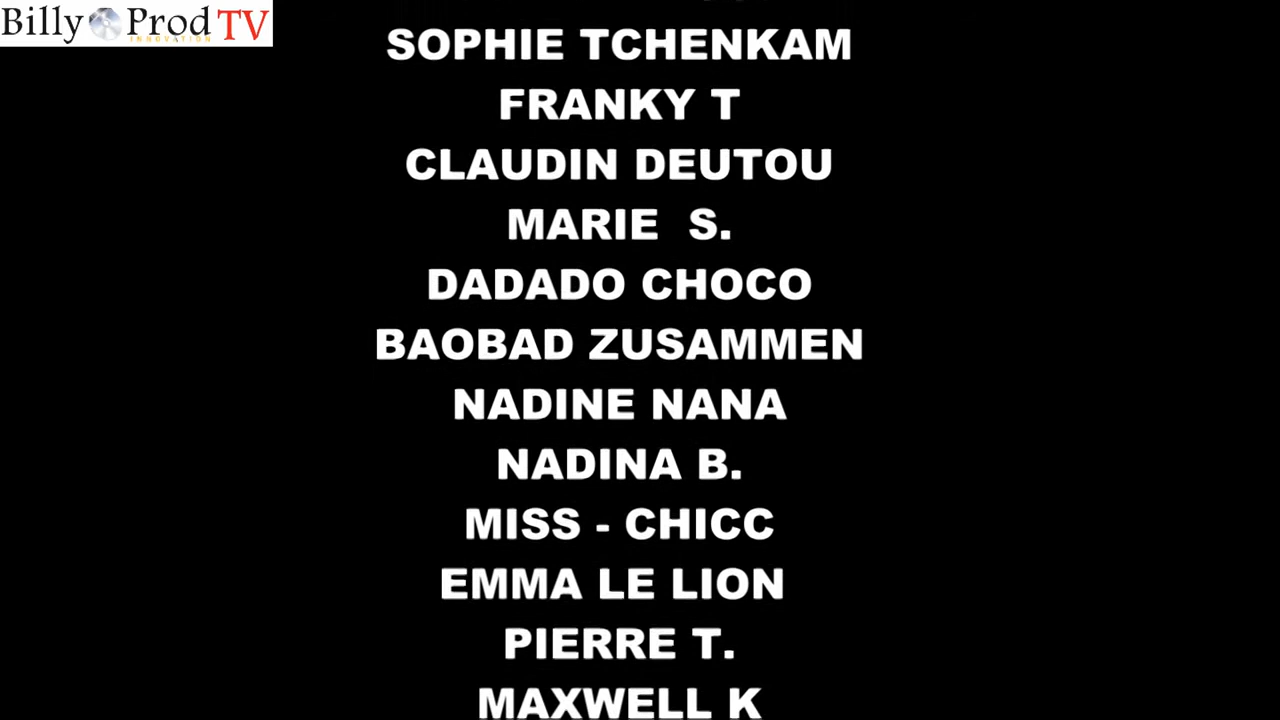 Billy Prod TV
INNOVATION
SOPHIE TCHENKAM
FRANKY T
CLAUDIN DEUTOU
MARIE  S.
DADADO CHOCO
BAOBAD ZUSAMMEN
NADINE NANA
NADINA B.
MISS - CHICC
EMMA LE LION
PIERRE T.
MAXWELL K